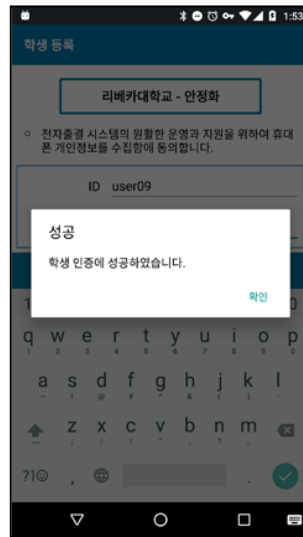 1:53
학생 등록
리베카대학교 - 안정화
○ 전자출결 시스템의 원활한 운영과 지원을 위하여 휴대
폰 개인정보를 수집함에 동의합니다.
ID user09
성공
학생 인증에 성공하였습니다.
확인
q w e r t y u i o p
1 2 3 4 5 6 7 8 9 0
a s d f g h j k l
z x c v b n m
?1☺ , .